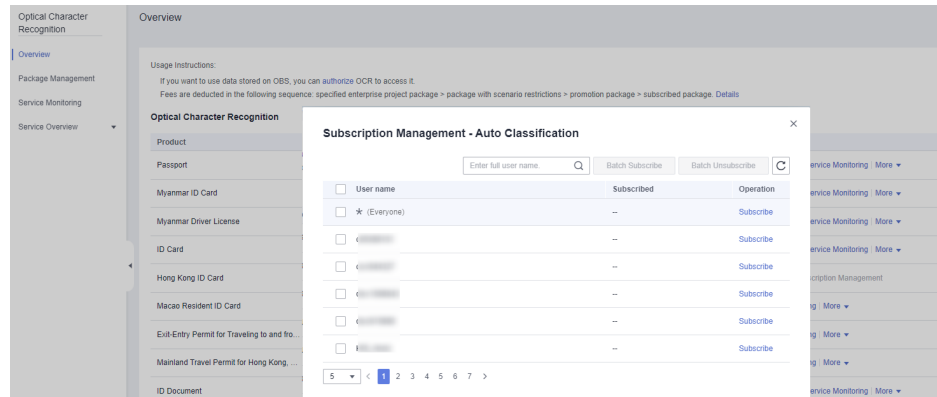 Optical Character
Recognition
Overview
Package Management
Service Monitoring
Service Overview
Overview
Usage Instructions:
If you want to use data stored on OBS, you can authorize OCR to access it.
Fees are deducted in the following sequence: specified enterprise project package > package with scenario restrictions > promotion package > subscribed package. Details
Optical Character Recognition
Product
Passport
ervice Monitoring | More
Myanmar ID Card
ervice Monitoring | More
Myanmar Driver License
ervice Monitoring | More
ID Card
ervice Monitoring | More
Hong Kong ID Card
cription Management
Macao Resident ID Card
ng | More
Exit-Entry Permit for Traveling to and fro...
ng | More
Mainland Travel Permit for Hong Kong, ...
ng | More
ID Document
ervice Monitoring | More
Subscription Management - Auto Classification
Enter full user name.
Batch Subscribe
Batch Unsubscribe
User name Subscribed Operation
* (Everyone) -- Subscribe
-- Subscribe
-- Subscribe
-- Subscribe
-- Subscribe
-- Subscribe
5 < 1 2 3 4 5 6 7 >